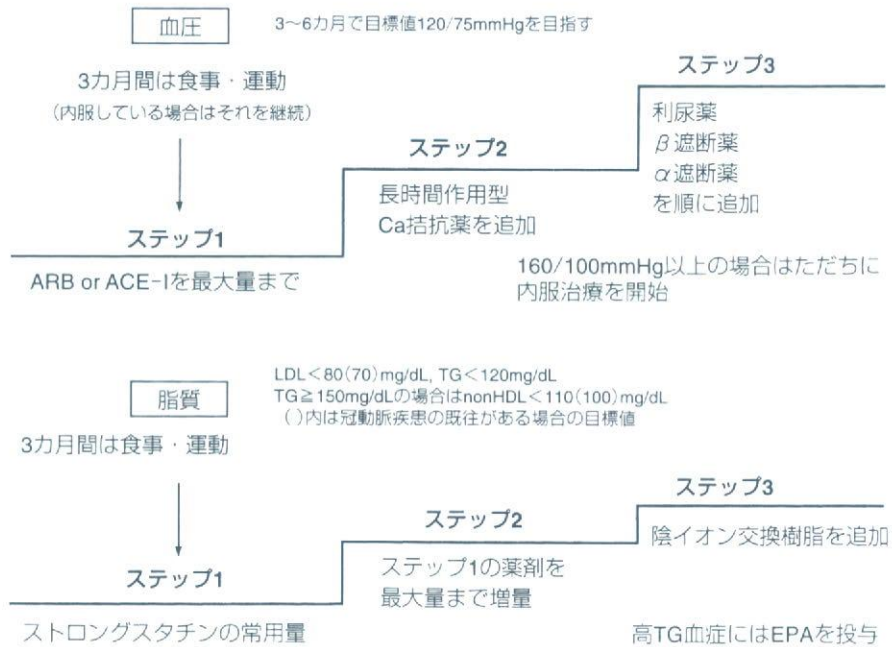 血圧
3〜6カ月で目標値120/75mmHgを目指す
3カ月間は食事・運動
(内服している場合はそれを継続)
ステップ1
ARB or ACE-Iを最大量まで
ステップ2
長時間作用型
Ca拮抗薬を追加
ステップ3
利尿薬
β遮断薬
α遮断薬
を順に追加
160/100mmHg以上の場合はただちに
内服治療を開始
脂質
LDL<80(70)mg/dL, TG<120mg/dL
TG≧150mg/dLの場合はnonHDL<110(100)mg/dL
( )内は冠動脈疾患の既往がある場合の目標値
3カ月間は食事・運動
ステップ1
ストロングスタチンの常用量
ステップ2
ステップ1の薬剤を
最大量まで増量
ステップ3
陰イオン交換樹脂を追加
高TG血症にはEPAを投与